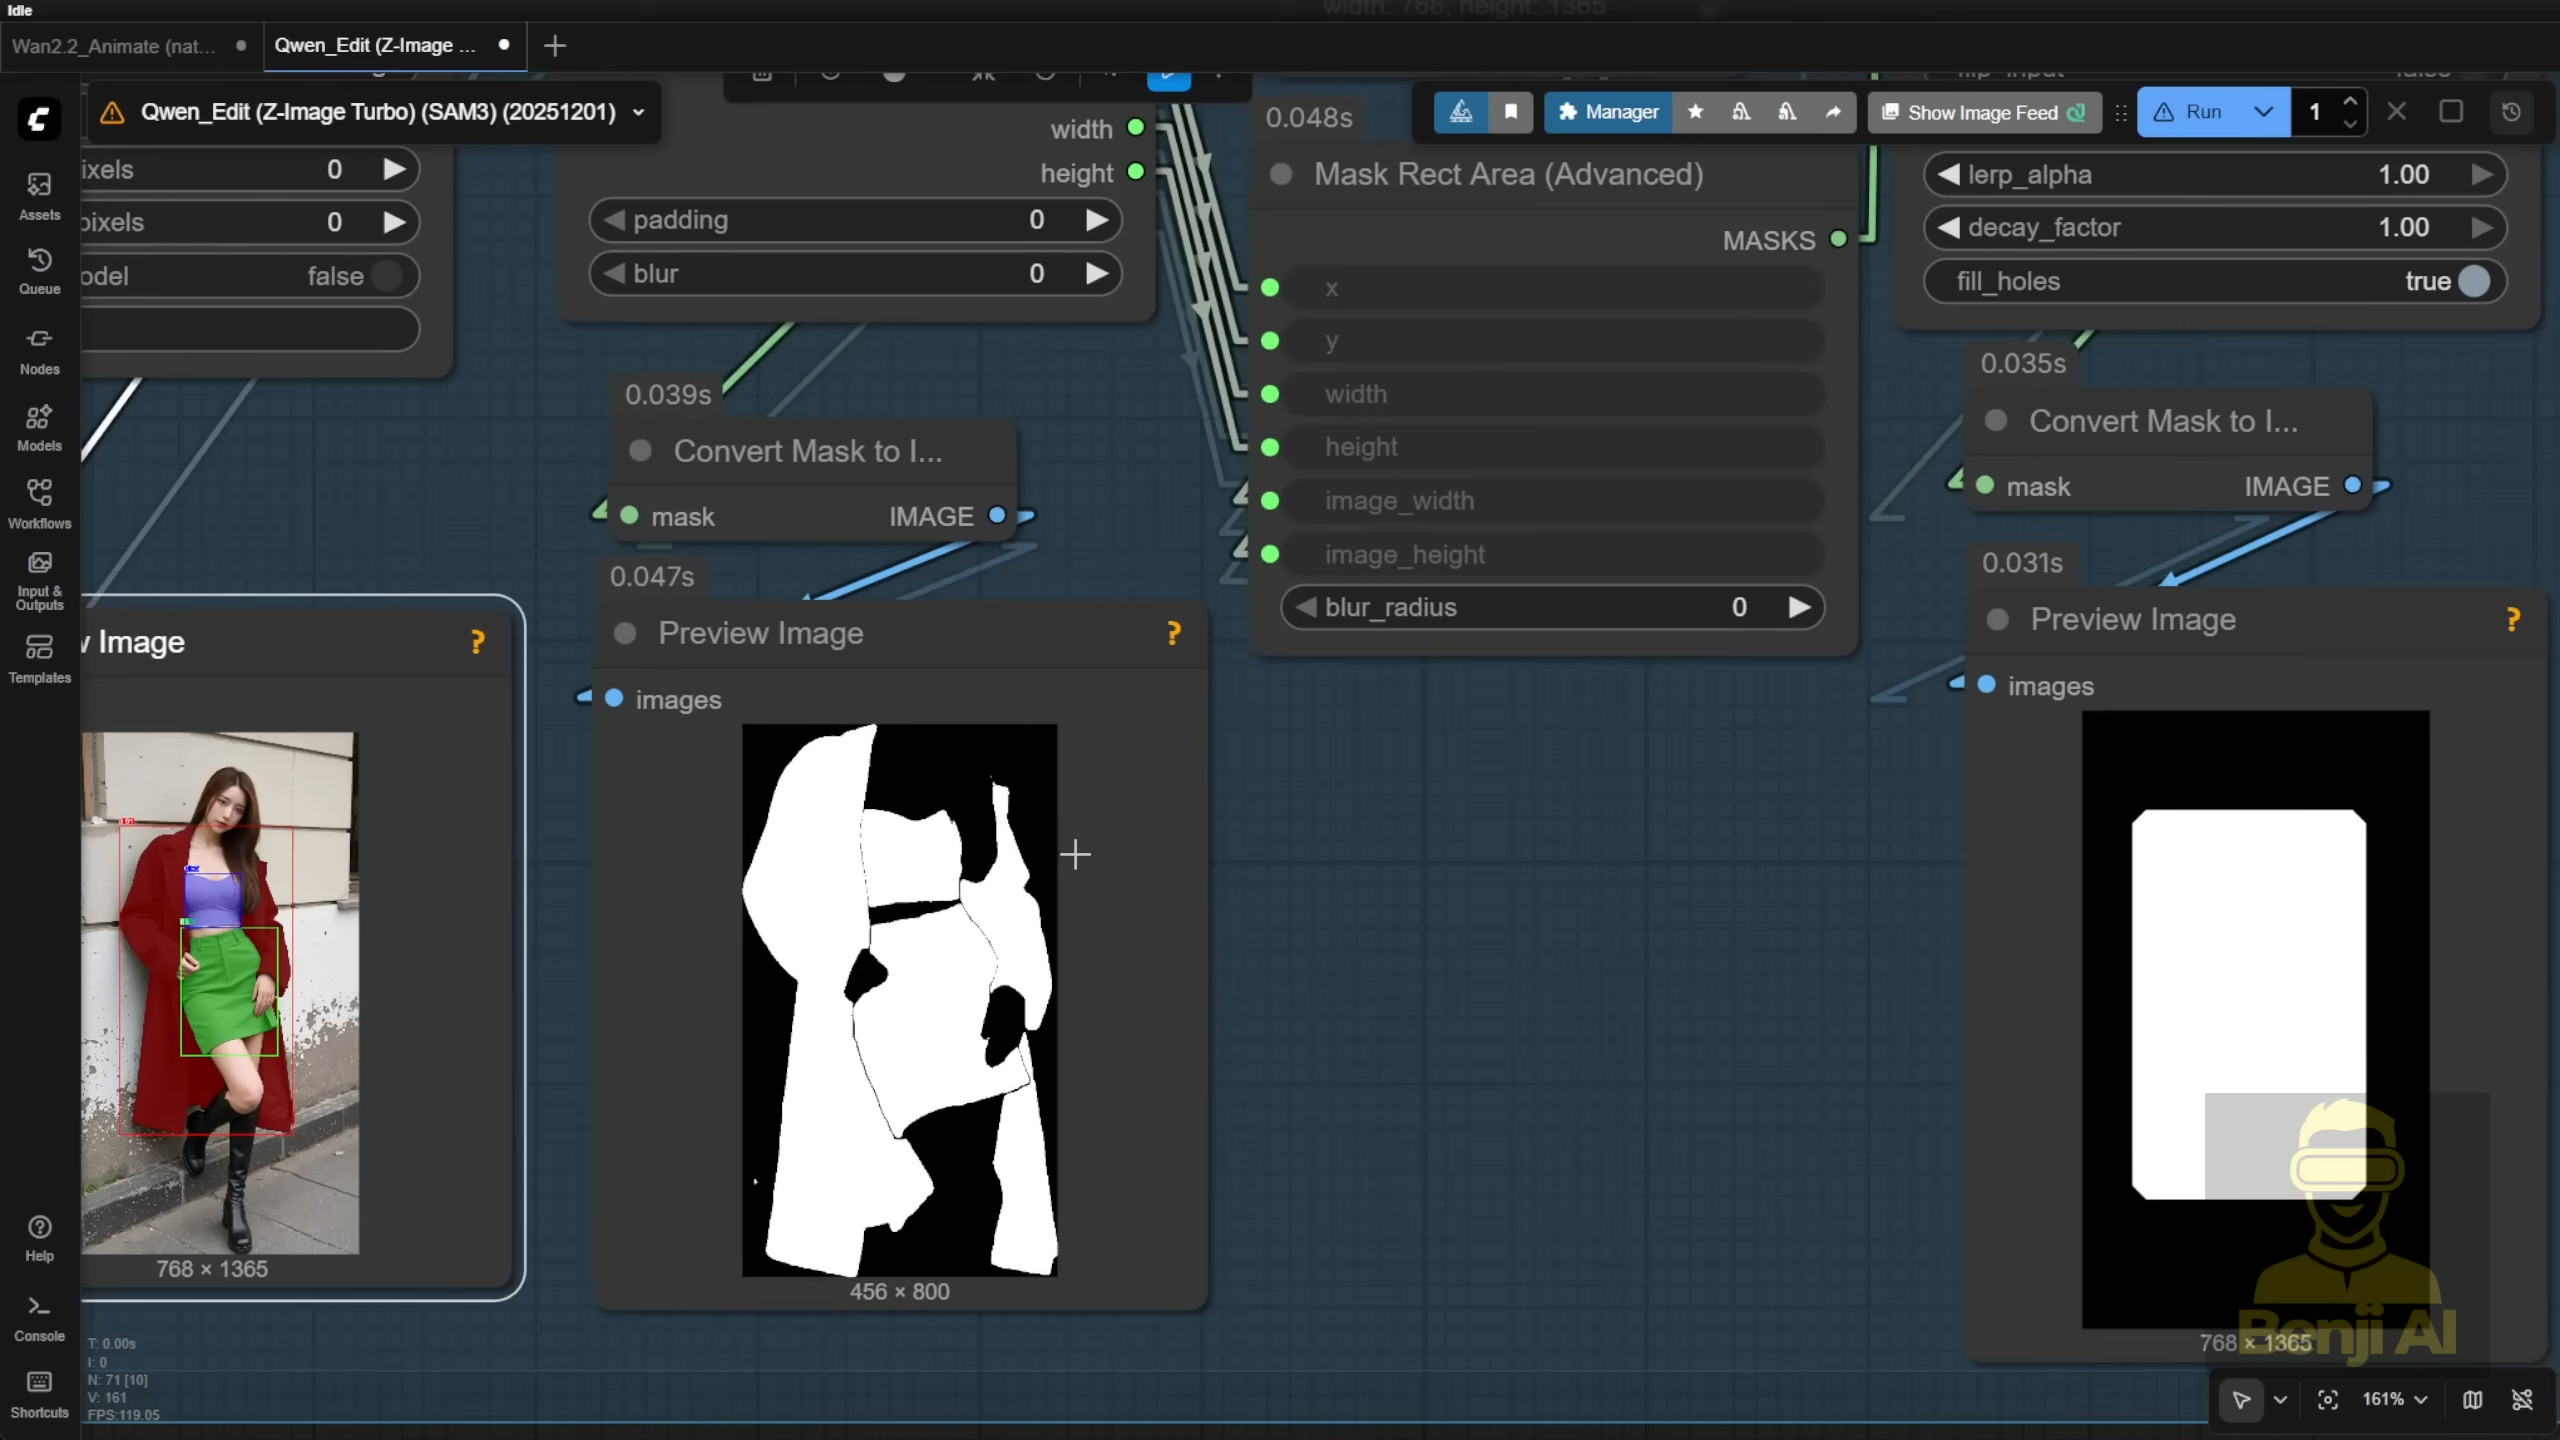 Idle
width: 768, height: 1365
Wan2.2_Animate (nat...
Qwen_Edit (Z-Image ...
Qwen_Edit (Z-Image Turbo) (SAM3) (20251201)
Manager
Show Image Feed
Run
1
Assets
Queue
Nodes
Models
Workflows
Input &
Outputs
Templates
Help
Console
Shortcuts
ixels 0
pixels 0
odel false
width
height
padding 0
blur 0
0.039s
Convert Mask to I...
mask IMAGE
0.047s
Preview Image ?
images
456 × 800
w Image ?
768 × 1365
0.048s
Mask Rect Area (Advanced)
MASKS
x
y
width
height
image_width
image_height
blur_radius 0
lerp_alpha 1.00
decay_factor 1.00
fill_holes true
0.035s
Convert Mask to I...
mask IMAGE
0.031s
Preview Image ?
images
768 × 1365
Benji AI
T: 0.00s
I: 0
N: 71 [10]
V: 161
FPS:119.05
161%